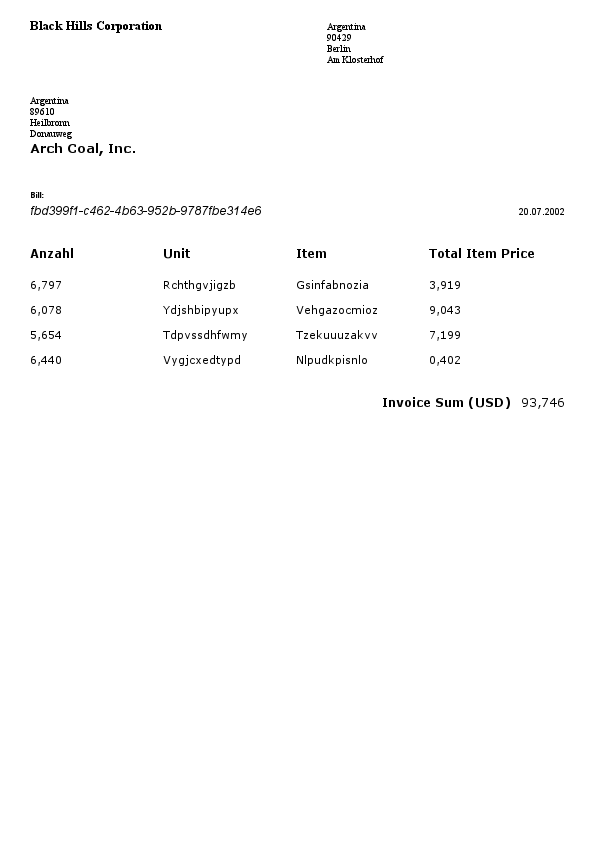 Black Hills Corporation
Argentina
90429
Berlin
Am Klosterhof
Argentina
89610
Heilbronn
Donauweg
Arch Coal, Inc.
Bill:
fbd399f1-c462-4b63-952b-9787fbe314e6 20.07.2002
Anzahl Unit Item Total Item Price
6,797 Rchthgvjigzb Gsinfabnozia 3,919
6,078 Ydjshbipyupx Vehgazocmioz 9,043
5,654 Tdpvssdhfwmy Tzekuuuzakvv 7,199
6,440 Vygjcxedtypd Nlpudkpisnlo 0,402
Invoice Sum (USD) 93,746